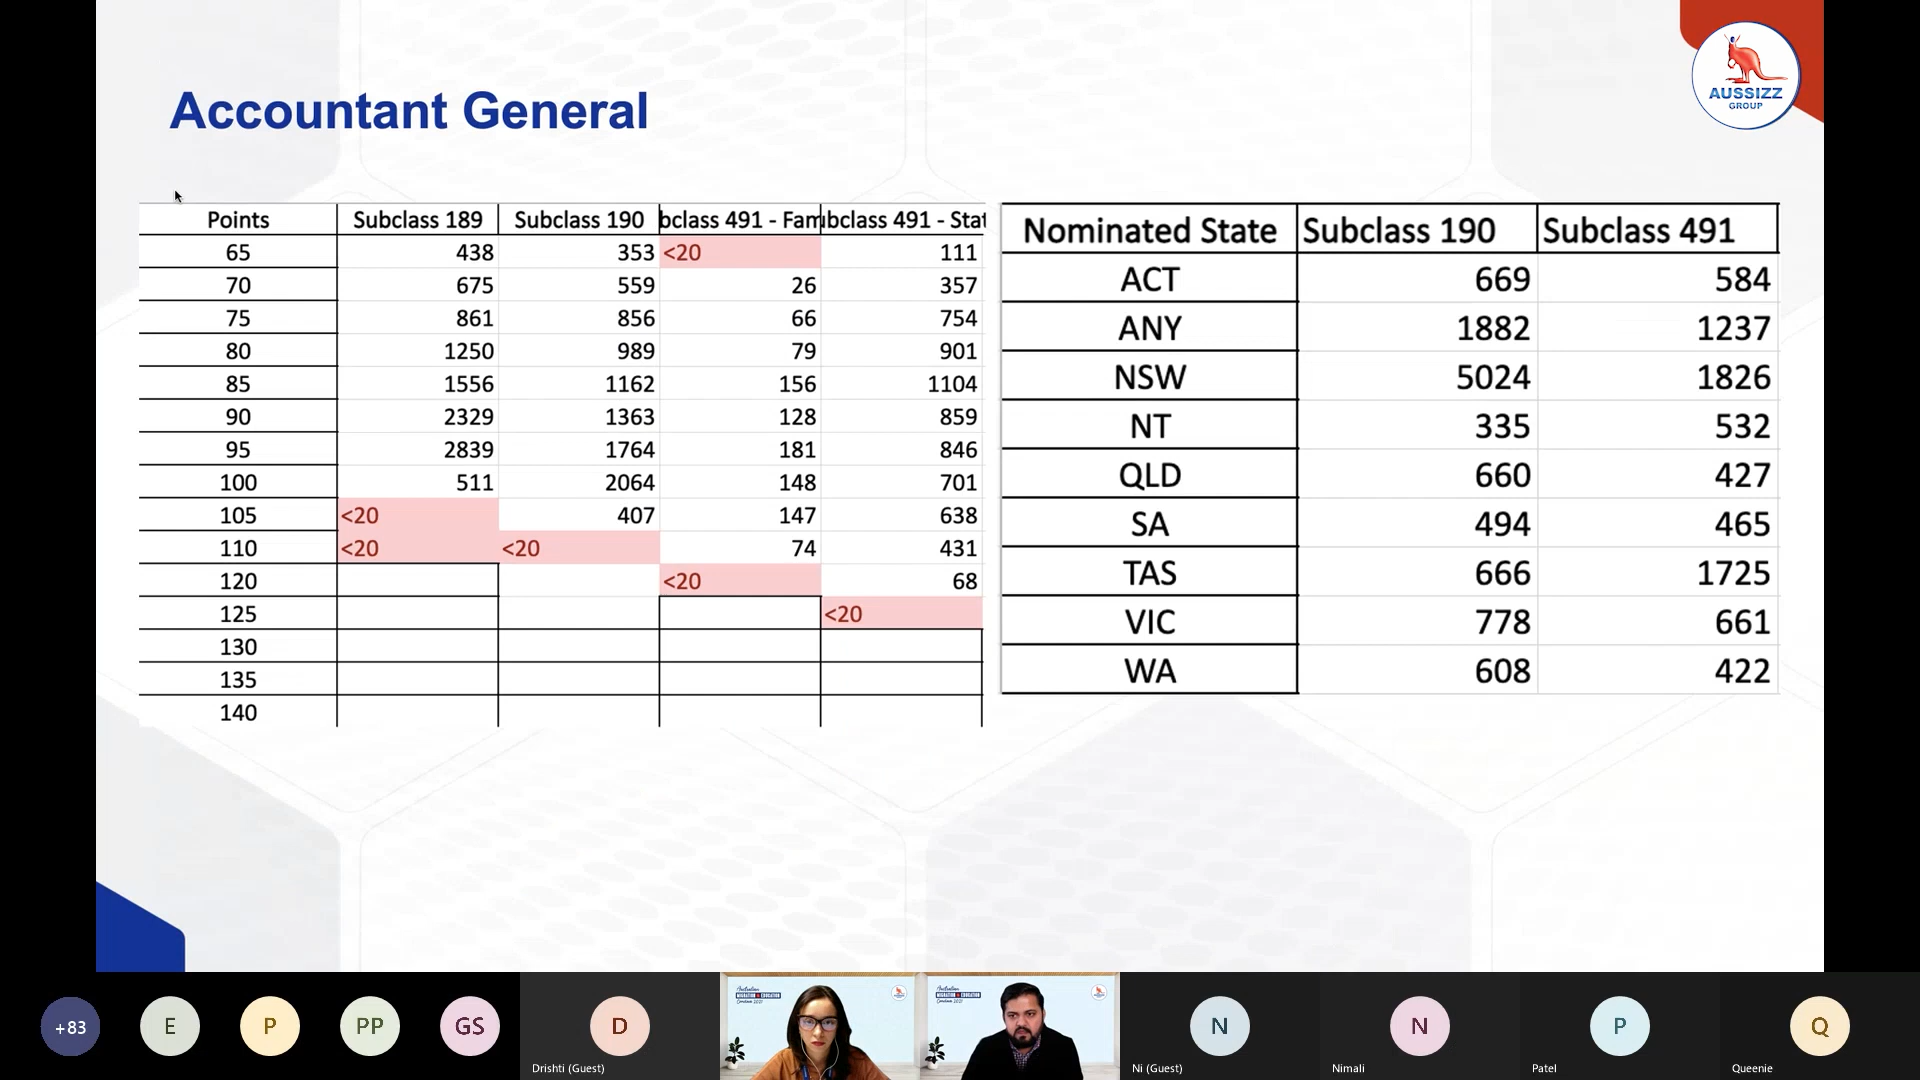 Accountant General
AUSSIZZ
GROUP
Points Subclass 189 Subclass 190 bclass 491 - Fam ubclass 491 - Stat
65 438 353 <20 111
70 675 559 26 357
75 861 856 66 754
80 1250 989 79 901
85 1556 1162 156 1104
90 2329 1363 128 859
95 2839 1764 181 846
100 511 2064 148 701
105 <20 407 147 638
110 <20 <20 74 431
120 <20 68
125 <20
130
135
140
Nominated State Subclass 190 Subclass 491
ACT 669 584
ANY 1882 1237
NSW 5024 1826
NT 335 532
QLD 660 427
SA 494 465
TAS 666 1725
VIC 778 661
WA 608 422
+83 E P PP GS D N N P Q
Drishti (Guest) Ni (Guest) Nimali Patel Queenie